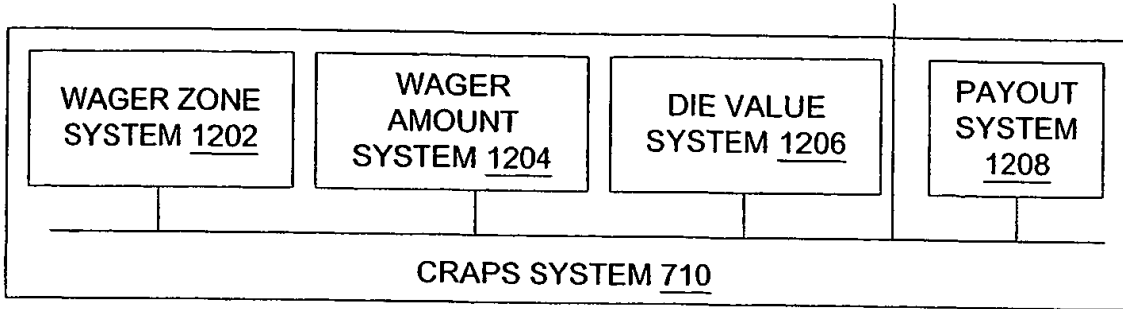 WAGER ZONE
SYSTEM 1202
WAGER
AMOUNT
SYSTEM 1204
DIE VALUE
SYSTEM 1206
PAYOUT
SYSTEM
1208
CRAPS SYSTEM 710